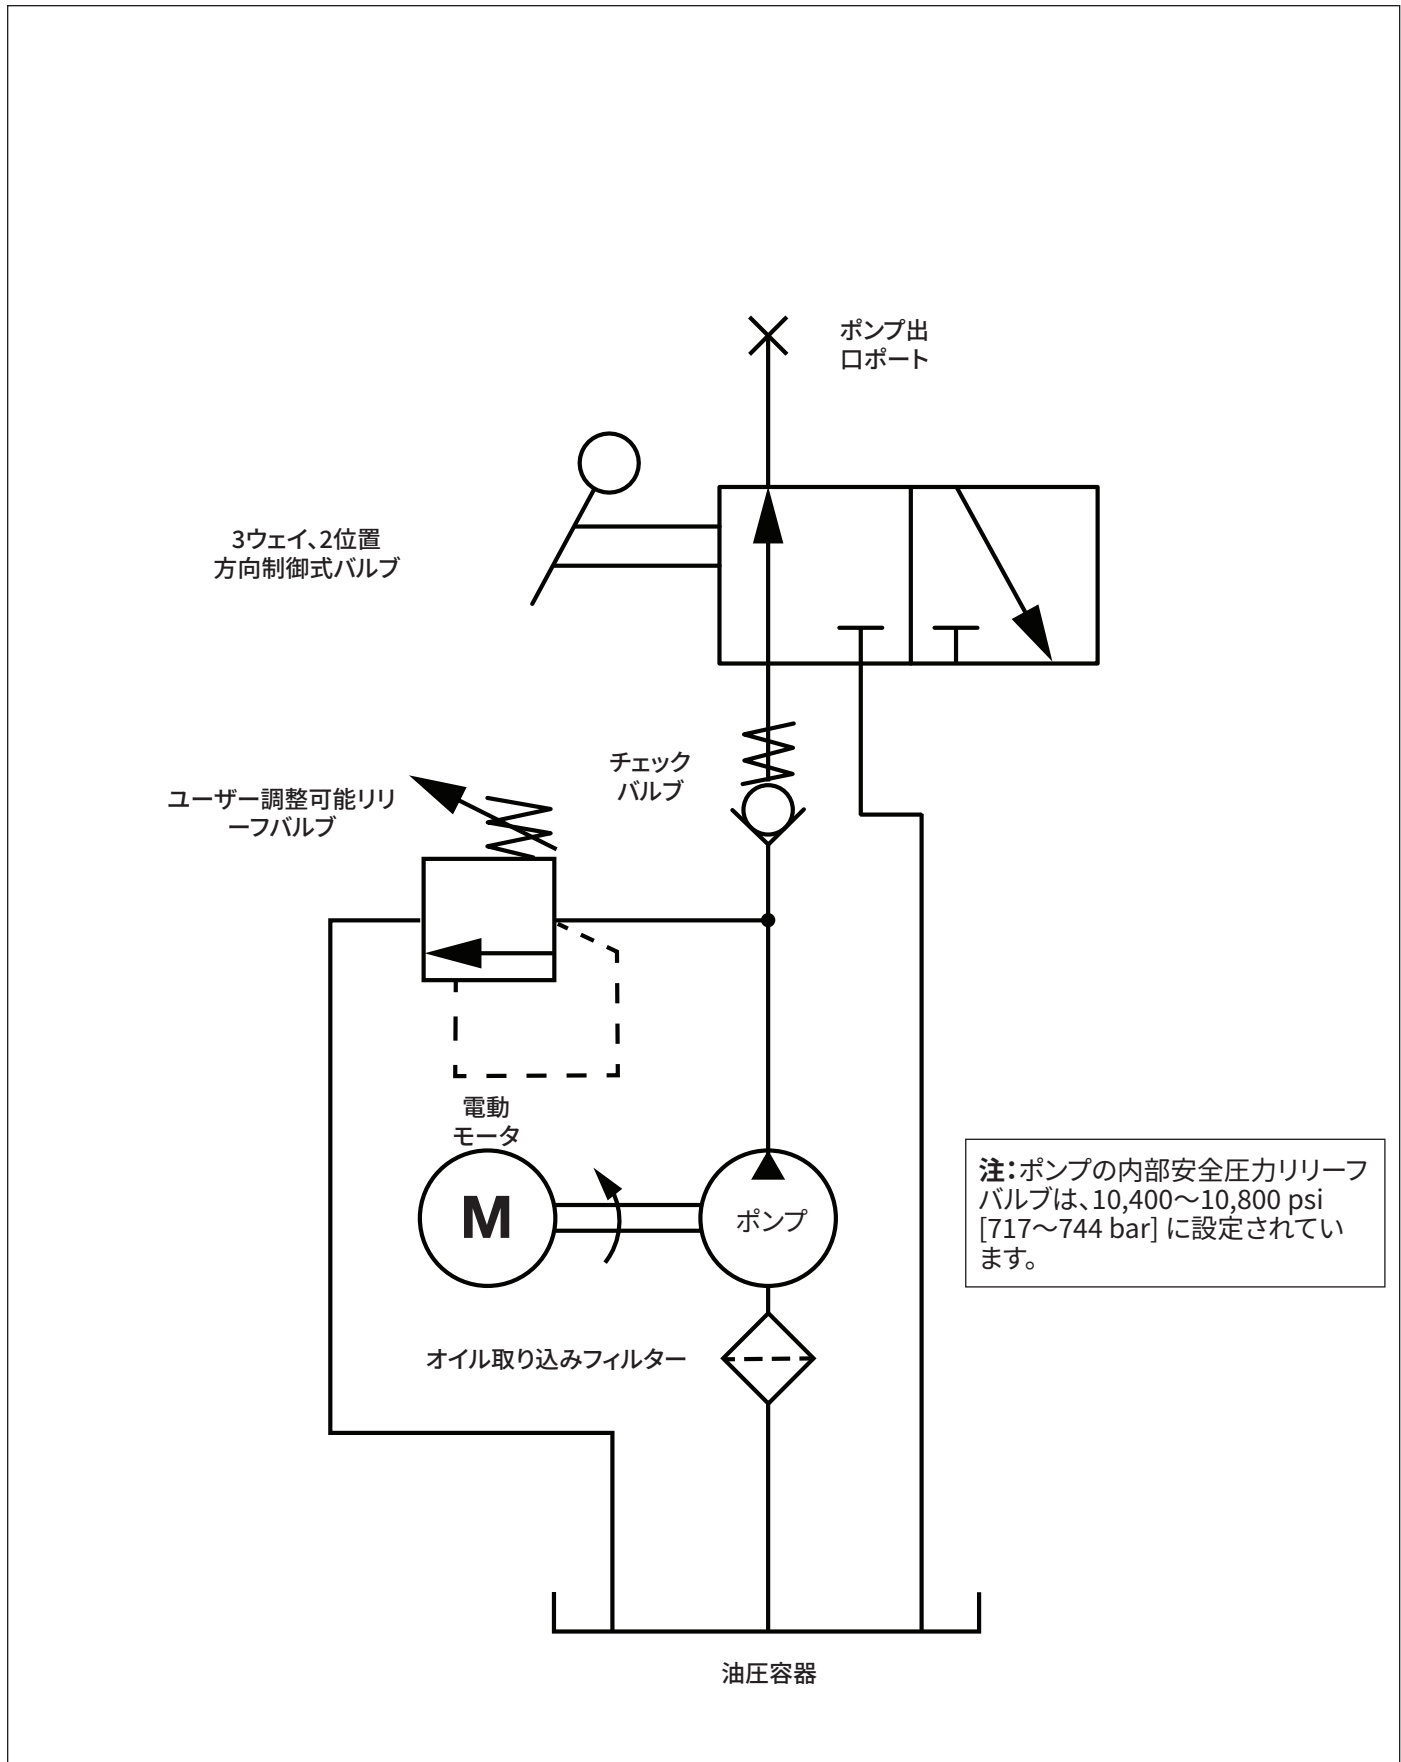 ポンプ出
口ポート
3ウェイ、2位置
方向制御式バルブ
チェック
バルブ
ユーザー調整可能リリ
ーフバルブ
電動
モータ
M
ポンプ
注：ポンプの内部安全圧力リリーフ
バルブは、10,400～10,800 psi
[717～744 bar] に設定されてい
ます。
オイル取り込みフィルター
油圧容器